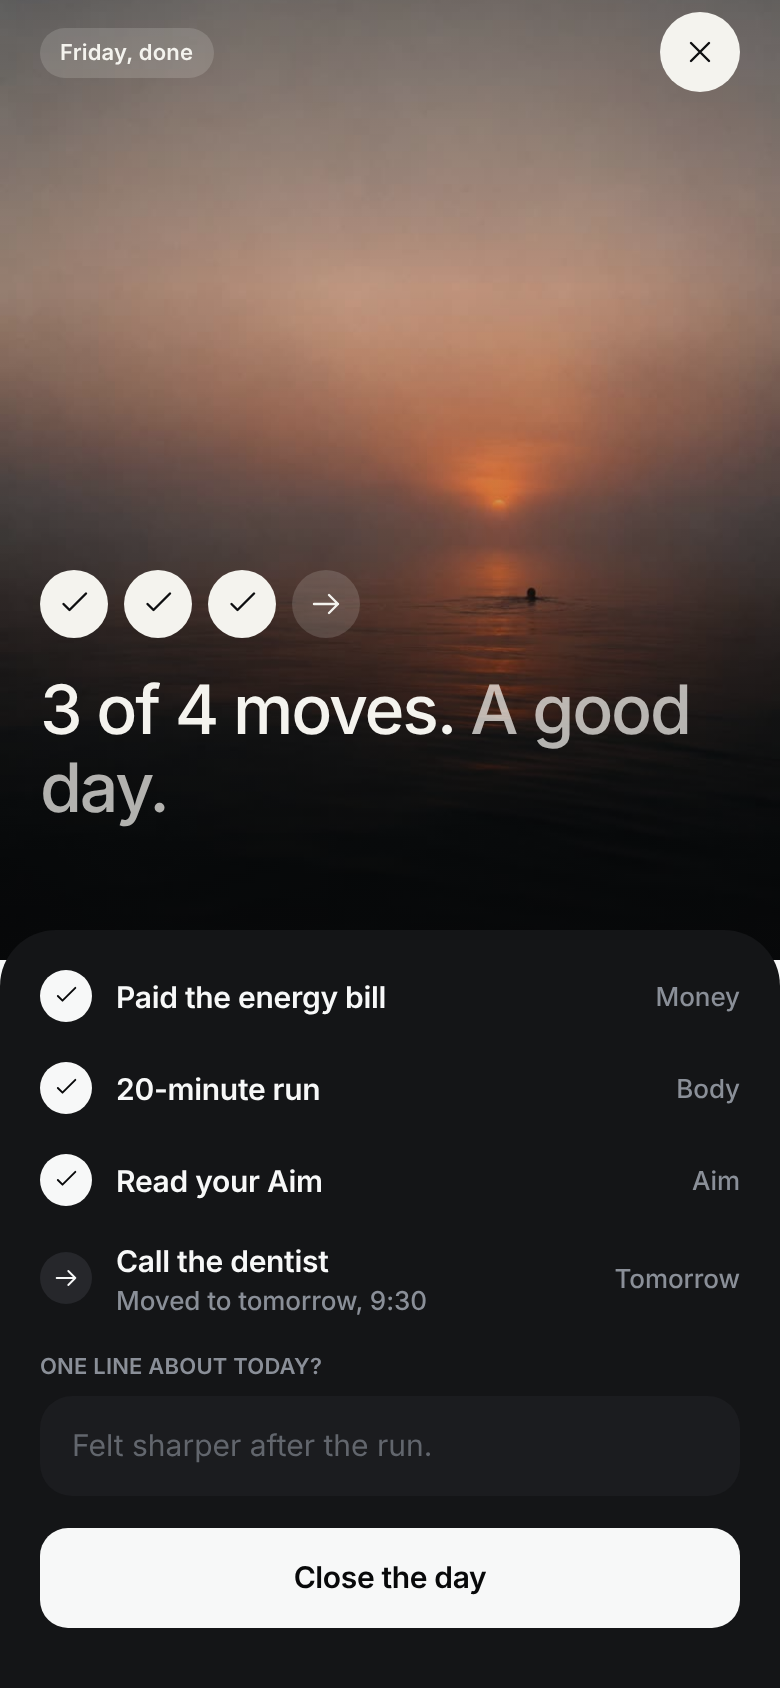 Friday, done
3 of 4 moves. A good
day.
Paid the energy bill
Money
20-minute run
Body
Read your Aim
Aim
Call the dentist
Moved to tomorrow, 9:30
Tomorrow
ONE LINE ABOUT TODAY?
Felt sharper after the run.
Close the day